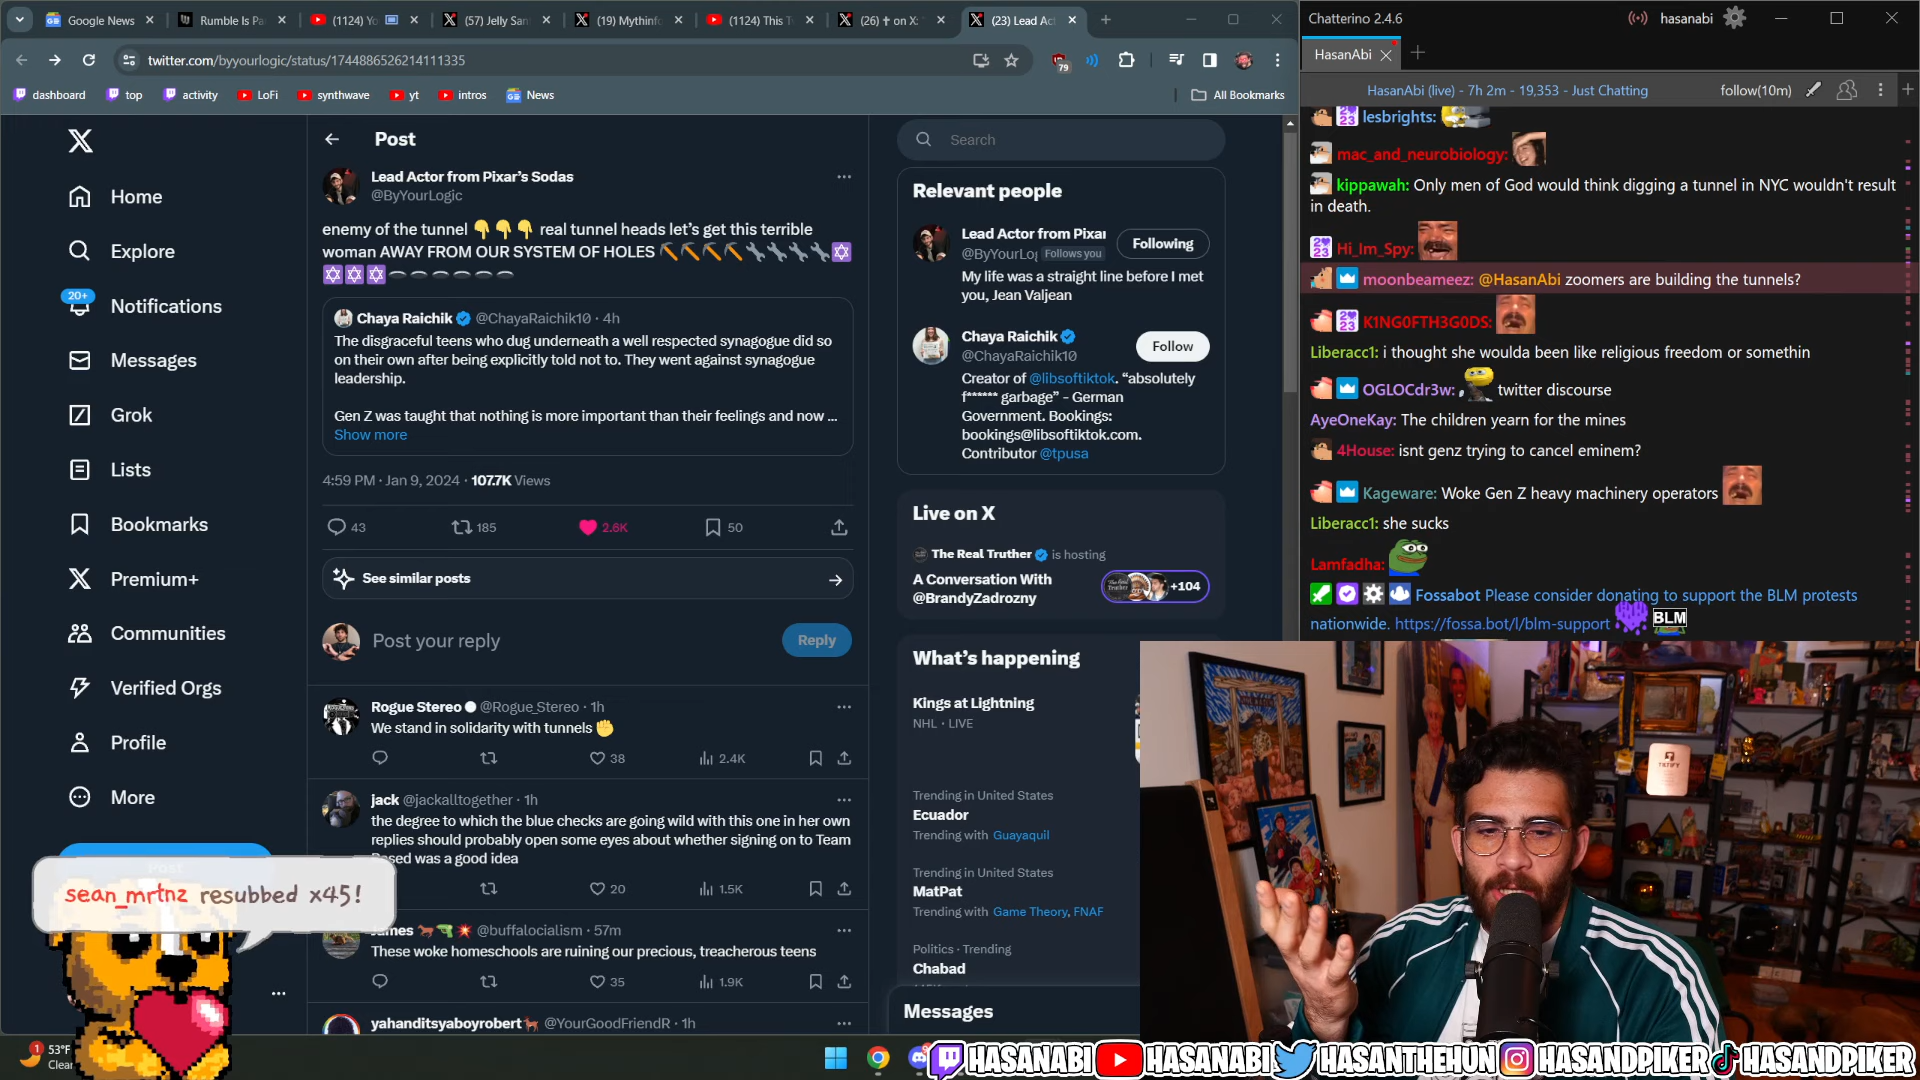 Google News
Rumble Is Pa
(1124) Yo
(57) Jelly San
(19) Mythinfo
(1124) This T
(26) ✝ on X: "
(23) Lead Act
twitter.com/byyourlogic/status/1744886526214111335
79
dashboard
top
activity
LoFi
synthwave
yt
intros
News
All Bookmarks
Home
Explore
20+
Notifications
Messages
Grok
Lists
Bookmarks
Premium+
Communities
Verified Orgs
Profile
More
Post
sean_mrtnz resubbed x45!
Post
Lead Actor from Pixar's Sodas
@ByYourLogic
enemy of the tunnel 👇👇👇 real tunnel heads let's get this terrible
woman AWAY FROM OUR SYSTEM OF HOLES ⛏⛏⛏⛏🔧🔧🔧🔧✡
✡✡✡🕳🕳🕳🕳🕳🕳
Chaya Raichik @ChayaRaichik10 · 4h
The disgraceful teens who dug underneath a well respected synagogue did so
on their own after being explicitly told not to. They went against synagogue
leadership.
Gen Z was taught that nothing is more important than their feelings and now ...
Show more
4:59 PM · Jan 9, 2024 · 107.7K Views
43
185
2.6K
50
See similar posts
Post your reply
Reply
Rogue Stereo @Rogue_Stereo · 1h
We stand in solidarity with tunnels ✊
38
2.4K
jack @jackalltogether · 1h
the degree to which the blue checks are going wild with this one in her own
replies should probably open some eyes about whether signing on to Team
Based was a good idea
20
1.5K
James 🐎🔫💥 @buffalocialism · 57m
These woke homeschools are ruining our precious, treacherous teens
35
1.9K
yahanditsyaboyrobert @YourGoodFriendR · 1h
Search
Relevant people
Lead Actor from Pixar
@ByYourLogi Follows you
Following
My life was a straight line before I met
you, Jean Valjean
Chaya Raichik
@ChayaRaichik10
Follow
Creator of @libsoftiktok. "absolutely
f****** garbage" - German
Government. Bookings:
bookings@libsoftiktok.com.
Contributor @tpusa
Live on X
The Real Truther is hosting
A Conversation With
@BrandyZadrozny
+104
What's happening
Kings at Lightning
NHL · LIVE
Trending in United States
Ecuador
Trending with Guayaquil
Trending in United States
MatPat
Trending with Game Theory, FNAF
Politics · Trending
Chabad
Messages
Chatterino 2.4.6
hasanabi
HasanAbi
HasanAbi (live) - 7h 2m - 19,353 - Just Chatting
follow(10m)
lesbrights:
mac_and_neurobiology:
kippawah: Only men of God would think digging a tunnel in NYC wouldn't result
in death.
Hi_Im_Spy:
moonbeameez: @HasanAbi zoomers are building the tunnels?
K1NG0FTH3G0DS:
Liberacc1: i thought she woulda been like religious freedom or somethin
OGLOCdr3w: twitter discourse
AyeOneKay: The children yearn for the mines
4House: isnt genz trying to cancel eminem?
Kageware: Woke Gen Z heavy machinery operators
Liberacc1: she sucks
Lamfadha:
Fossabot Please consider donating to support the BLM protests
nationwide. https://fossa.bot/l/blm-support BLM
1
53°F
Clear
HASANABI HASANABI HASANTHEHUN HASANDPIKER HASANDPIKER